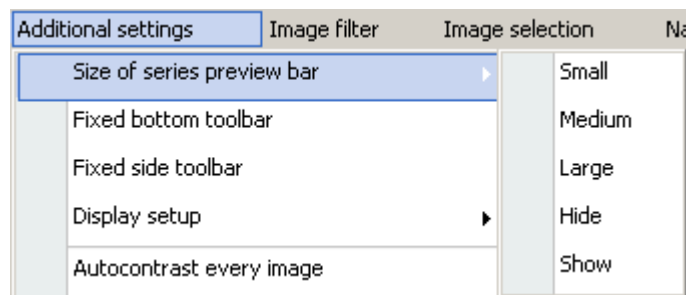 Additional settings Image filter Image selection Na
Size of series preview bar Small
Fixed bottom toolbar Medium
Fixed side toolbar Large
Display setup Hide
Autocontrast every image Show